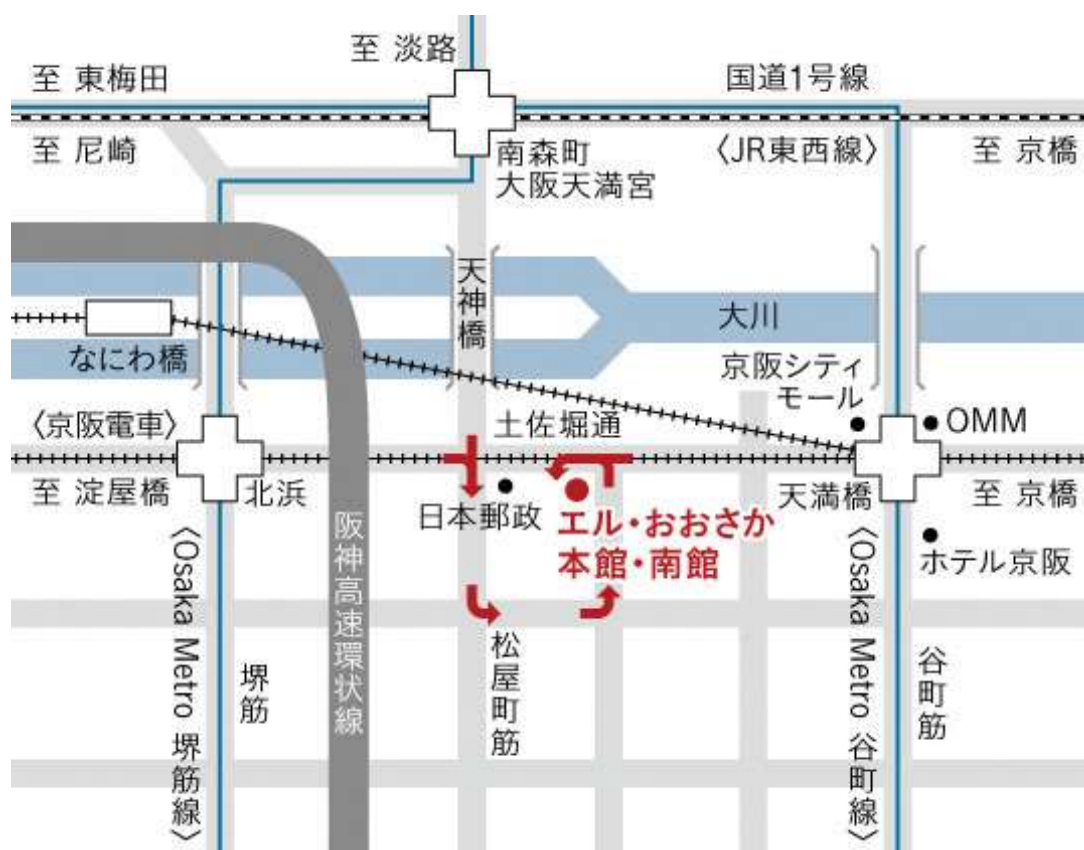 至 淡路
至 東梅田
国道1号線
至 尼崎
南森町
大阪天満宮
〈JR東西線〉
至 京橋
天神橋
大川
なにわ橋
京阪シティ
モール
〈京阪電車〉
土佐堀通
OMM
至 淀屋橋
北浜
日本郵政
天満橋
至 京橋
エル・おおさか
本館・南館
ホテル京阪
阪神高速環状線
〈Osaka Metro 堺筋線〉
堺筋
松屋町筋
〈Osaka Metro 谷町線〉
谷町筋